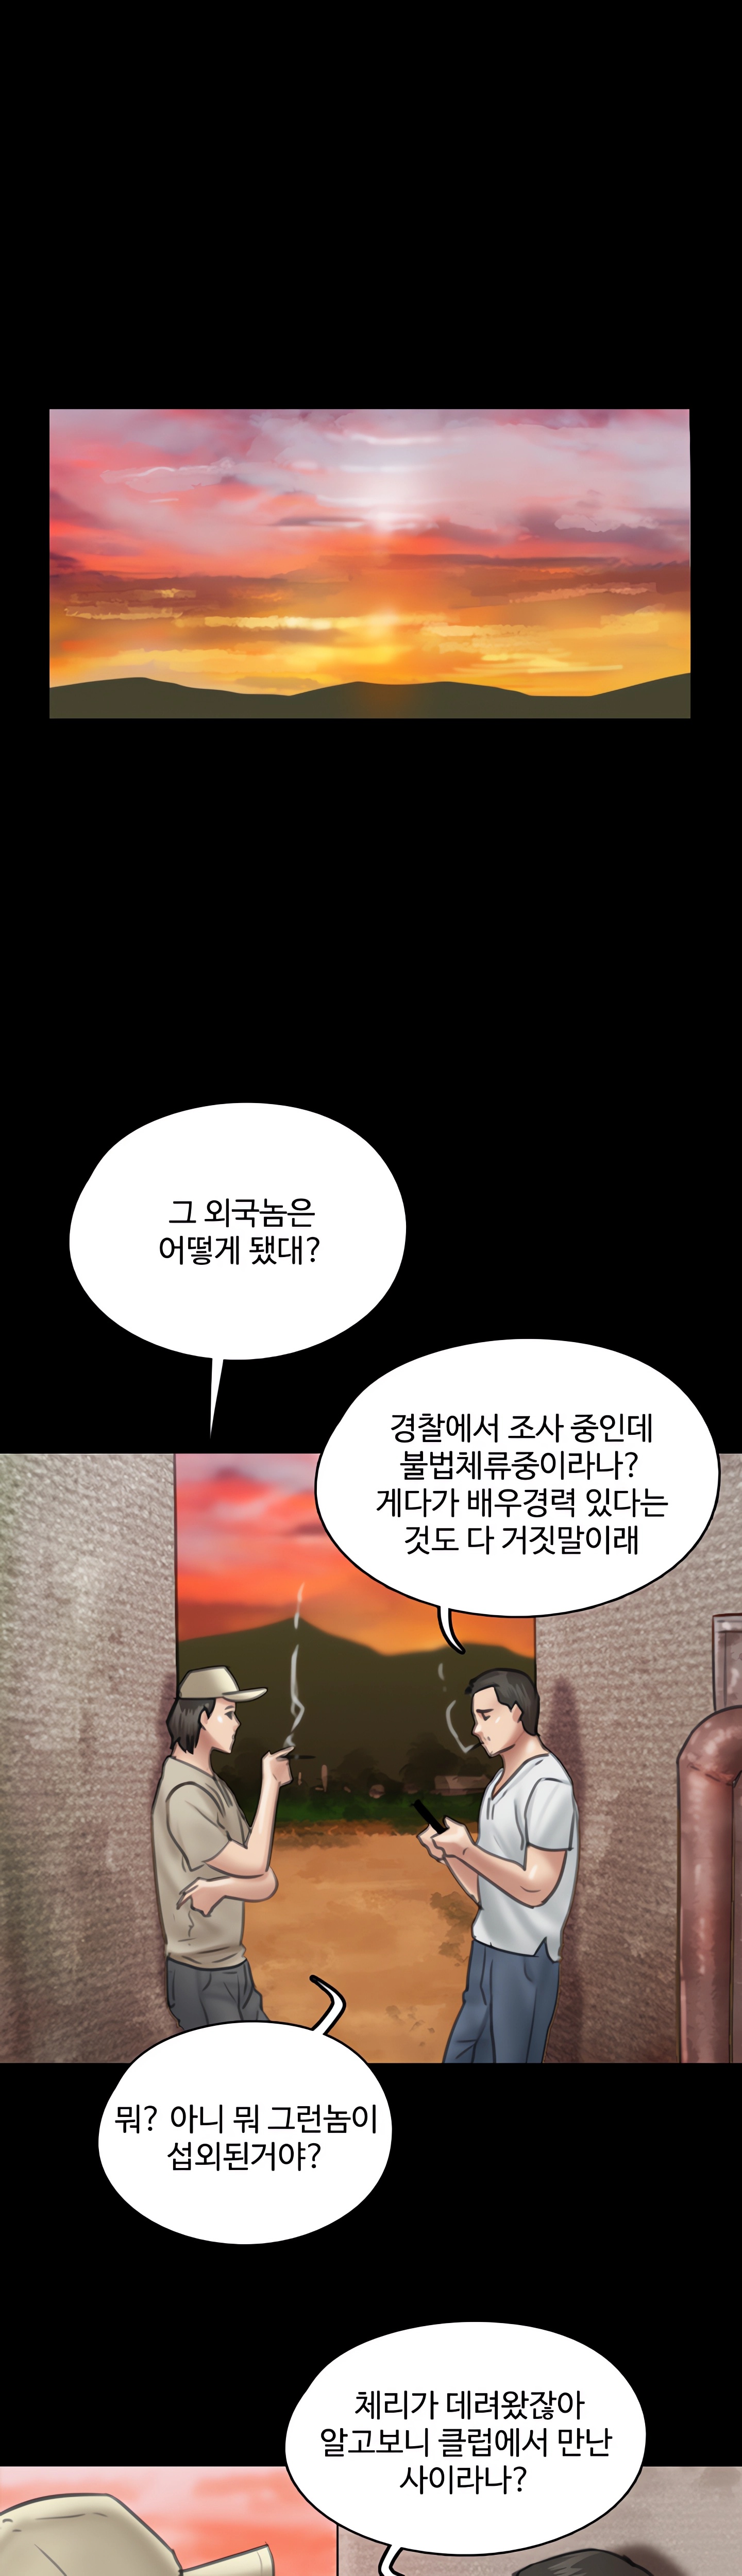 그 외국놈은
어떻게 됐대?
경찰에서 조사 중인데
불법체류중이라나?
게다가 배우경력 있다는
것도 다 거짓말이래
뭐? 아니 뭐 그런놈이
섭외된거야?
체리가 데려왔잖아
알고보니 클럽에서 만난
사이라나?